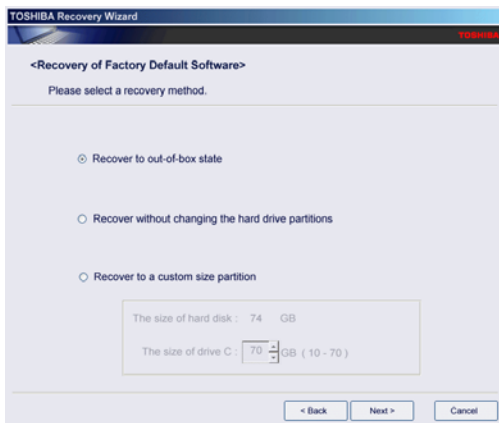 TOSHIBA Recovery Wizard
TOSHIBA
<Recovery of Factory Default Software>
Please select a recovery method.
Recover to out-of-box state
Recover without changing the hard drive partitions
Recover to a custom size partition
The size of hard disk : 74 GB
The size of drive C : 70 GB ( 10 - 70 )
< Back Next > Cancel